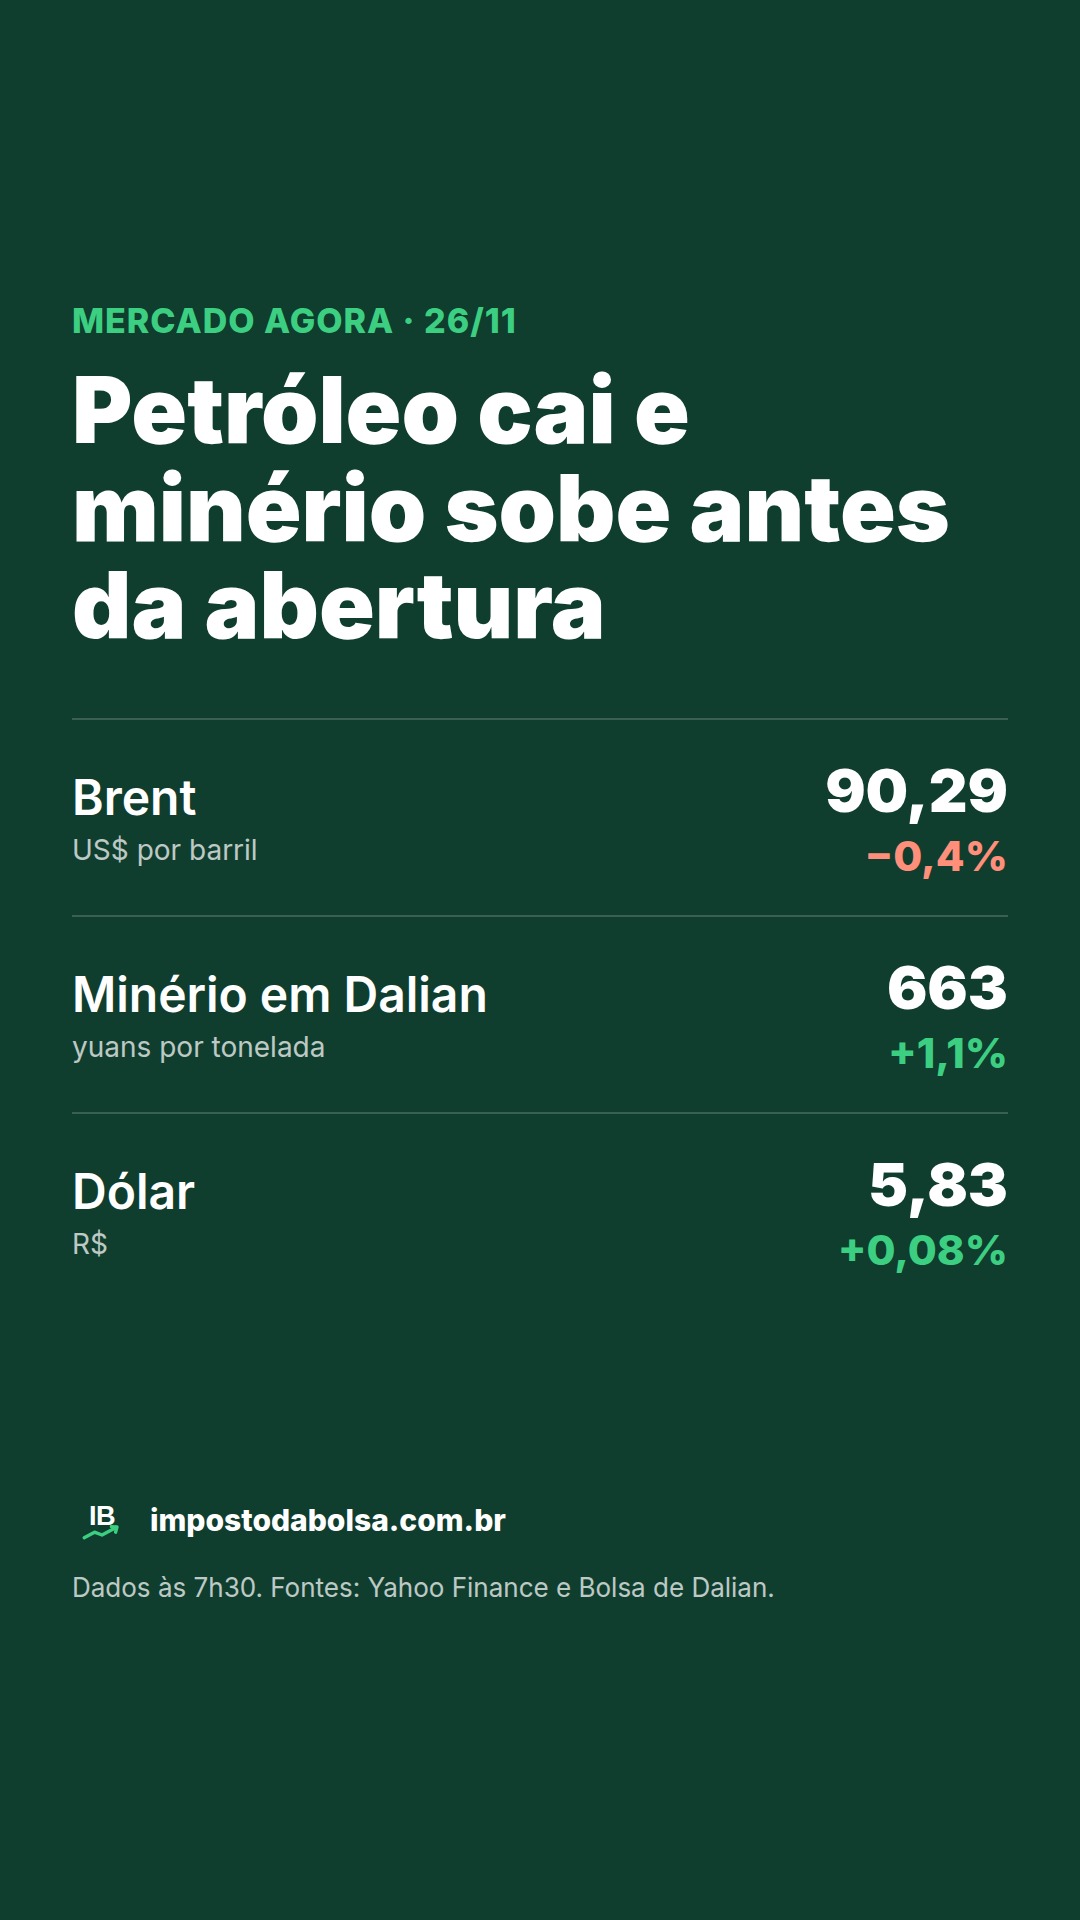 MERCADO AGORA · 26/11
Petróleo cai e
minério sobe antes
da abertura
Brent
90,29
US$ por barril
−0,4%
Minério em Dalian
663
yuans por tonelada
+1,1%
Dólar
5,83
R$
+0,08%
IB
impostodabolsa.com.br
Dados às 7h30. Fontes: Yahoo Finance e Bolsa de Dalian.